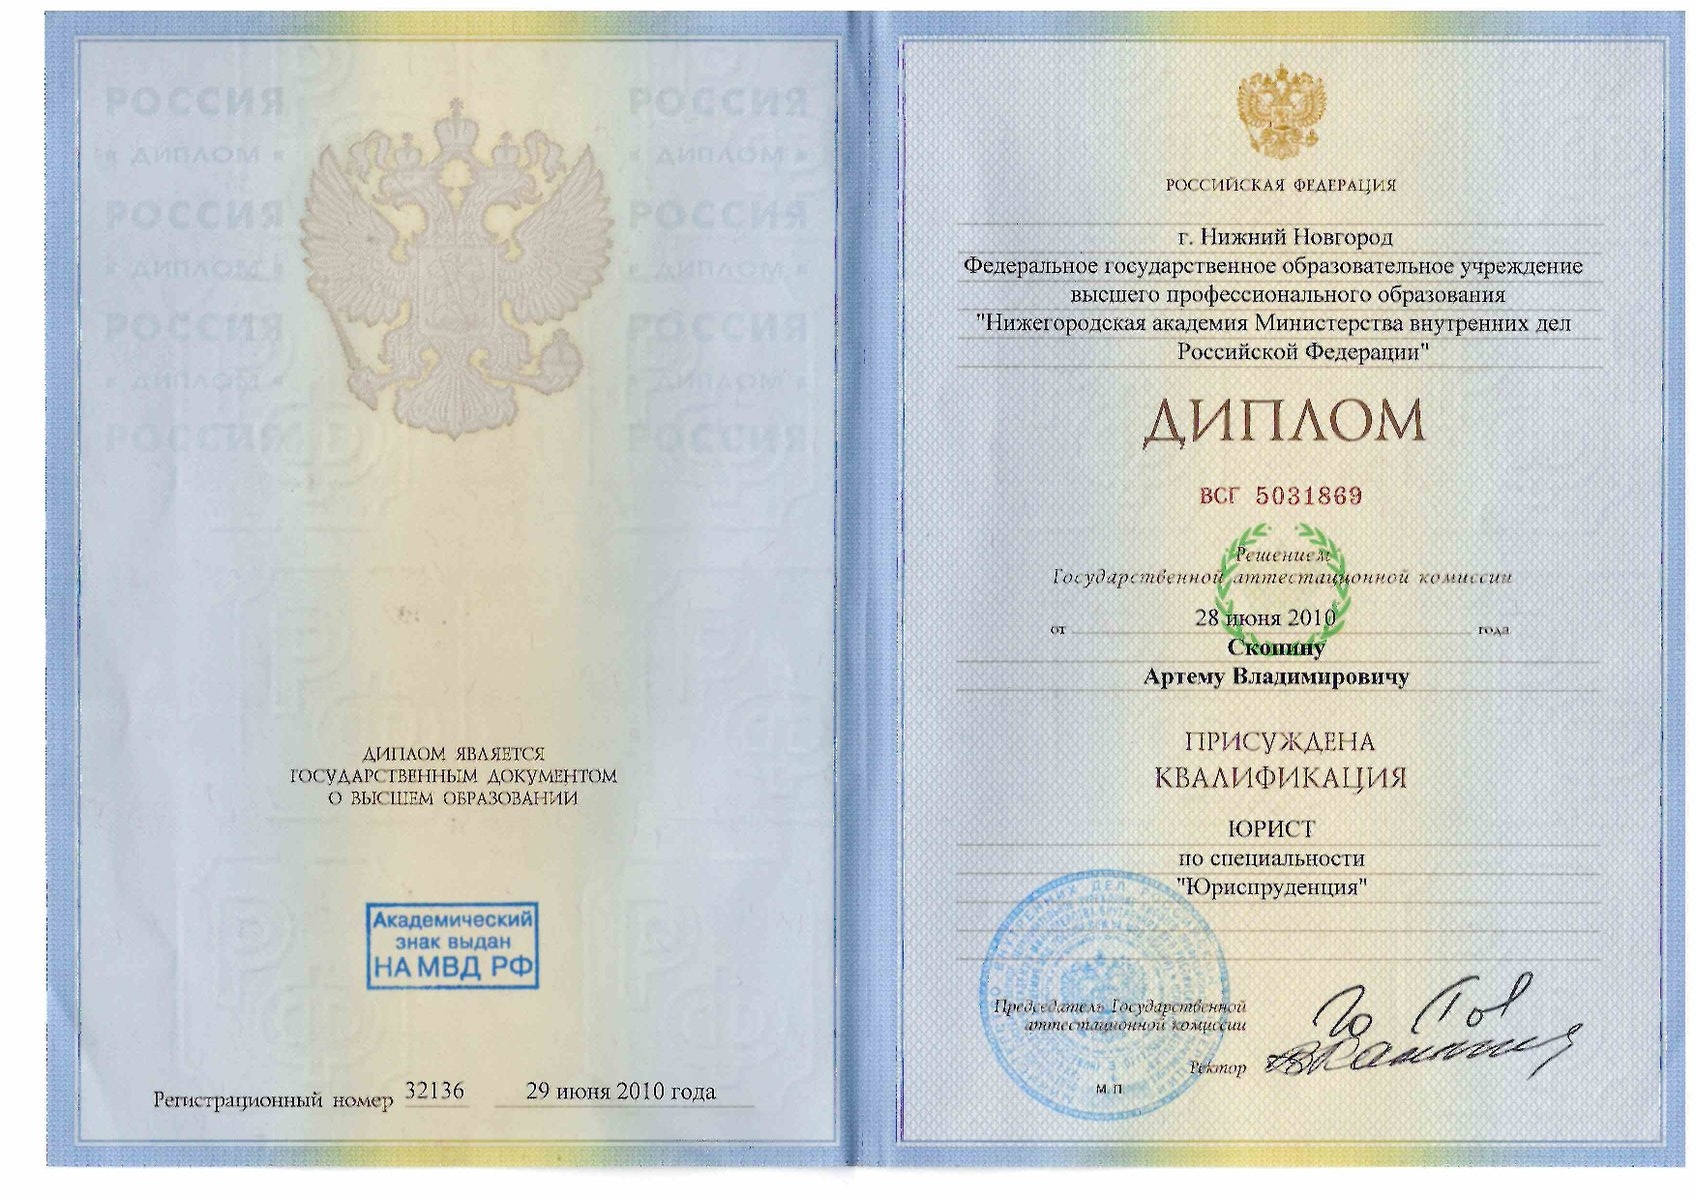 РОССИЯ РОССИЯ
« ДИПЛОМ » « ДИПЛОМ »
РОССИЯ РОССИЯ
« ДИПЛОМ » « ДИПЛОМ »
РОССИЯ РОССИЯ
« ДИПЛОМ » « ДИПЛОМ »
РОССИЯ РОССИЯ
ДИПЛОМ ЯВЛЯЕТСЯ
ГОСУДАРСТВЕННЫМ ДОКУМЕНТОМ
О ВЫСШЕМ ОБРАЗОВАНИИ
Академический
знак выдан
НА МВД РФ
Регистрационный номер 32136 29 июня 2010 года
РОССИЙСКАЯ ФЕДЕРАЦИЯ
г. Нижний Новгород
Федеральное государственное образовательное учреждение
высшего профессионального образования
"Нижегородская академия Министерства внутренних дел
Российской Федерации"
ДИПЛОМ
ВСГ 5031869
Решением
Государственной аттестационной комиссии
от 28 июня 2010 года
Скопину
Артему Владимировичу
ПРИСУЖДЕНА
КВАЛИФИКАЦИЯ
ЮРИСТ
по специальности
"Юриспруденция"
Председатель Государственной
аттестационной комиссии
Ректор
М.П.